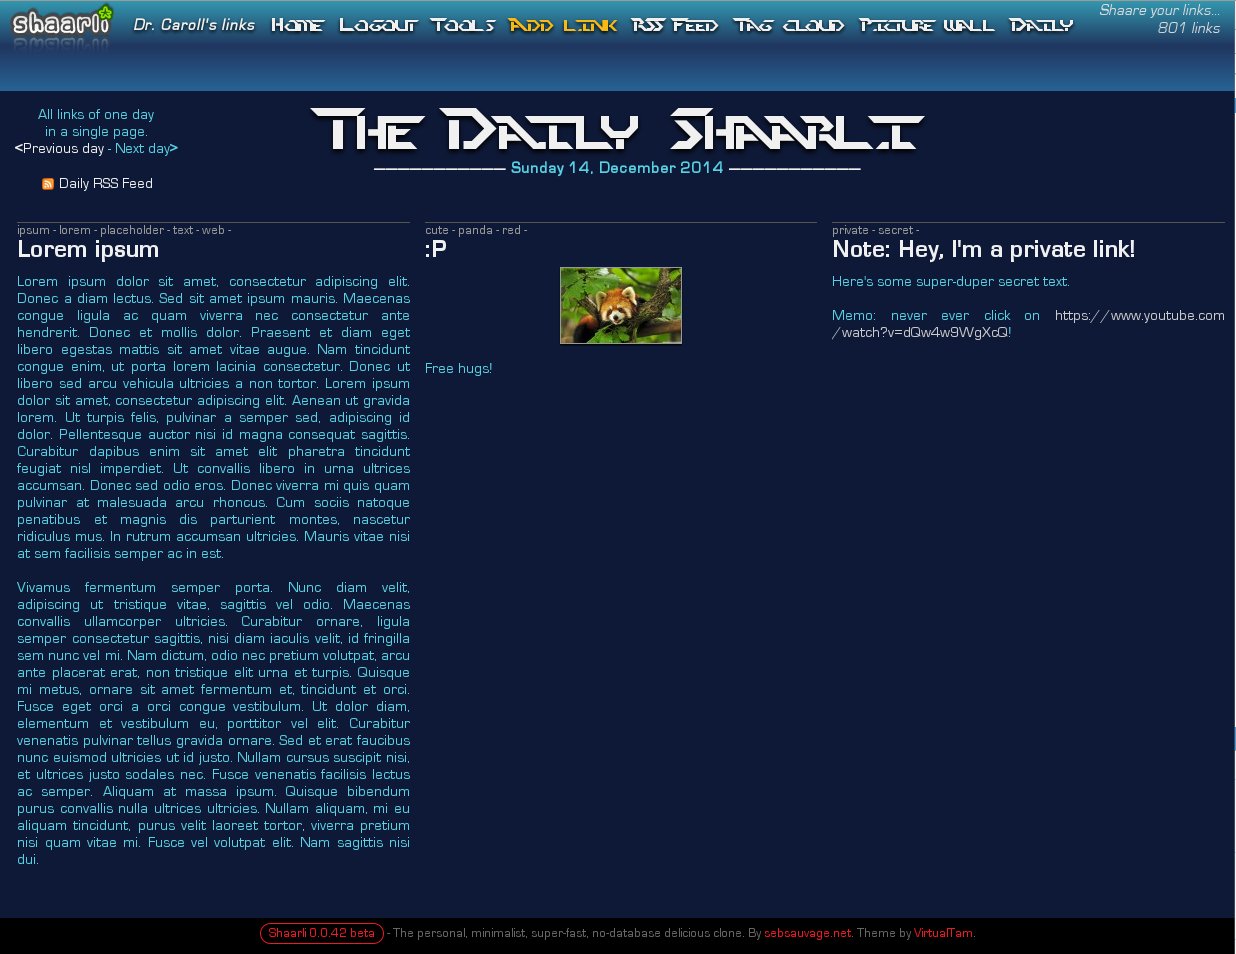 shaarli Dr. Caroll's links Home Logout Tools Add link RSS Feed Tag cloud Picture wall Daily
Shaare your links...
801 links
All links of one day
in a single page.
<Previous day - Next day>
Daily RSS Feed
The Daily Shaarli
Sunday 14, December 2014
ipsum - lorem - placeholder - text - web -
Lorem ipsum
Lorem ipsum dolor sit amet, consectetur adipiscing elit.
Donec a diam lectus. Sed sit amet ipsum mauris. Maecenas
congue ligula ac quam viverra nec consectetur ante
hendrerit. Donec et mollis dolor. Praesent et diam eget
libero egestas mattis sit amet vitae augue. Nam tincidunt
congue enim, ut porta lorem lacinia consectetur. Donec ut
libero sed arcu vehicula ultricies a non tortor. Lorem ipsum
dolor sit amet, consectetur adipiscing elit. Aenean ut gravida
lorem. Ut turpis felis, pulvinar a semper sed, adipiscing id
dolor. Pellentesque auctor nisi id magna consequat sagittis.
Curabitur dapibus enim sit amet elit pharetra tincidunt
feugiat nisl imperdiet. Ut convallis libero in urna ultrices
accumsan. Donec sed odio eros. Donec viverra mi quis quam
pulvinar at malesuada arcu rhoncus. Cum sociis natoque
penatibus et magnis dis parturient montes, nascetur
ridiculus mus. In rutrum accumsan ultricies. Mauris vitae nisi
at sem facilisis semper ac in est.
Vivamus fermentum semper porta. Nunc diam velit,
adipiscing ut tristique vitae, sagittis vel odio. Maecenas
convallis ullamcorper ultricies. Curabitur ornare, ligula
semper consectetur sagittis, nisi diam iaculis velit, id fringilla
sem nunc vel mi. Nam dictum, odio nec pretium volutpat, arcu
ante placerat erat, non tristique elit urna et turpis. Quisque
mi metus, ornare sit amet fermentum et, tincidunt et orci.
Fusce eget orci a orci congue vestibulum. Ut dolor diam,
elementum et vestibulum eu, porttitor vel elit. Curabitur
venenatis pulvinar tellus gravida ornare. Sed et erat faucibus
nunc euismod ultricies ut id justo. Nullam cursus suscipit nisi,
et ultrices justo sodales nec. Fusce venenatis facilisis lectus
ac semper. Aliquam at massa ipsum. Quisque bibendum
purus convallis nulla ultrices ultricies. Nullam aliquam, mi eu
aliquam tincidunt, purus velit laoreet tortor, viverra pretium
nisi quam vitae mi. Fusce vel volutpat elit. Nam sagittis nisi
dui.
cute - panda - red -
:P
Free hugs!
private - secret -
Note: Hey, I'm a private link!
Here's some super-duper secret text.
Memo: never ever click on https://www.youtube.com
/watch?v=dQw4w9WgXcQ!
Shaarli 0.0.42 beta - The personal, minimalist, super-fast, no-database delicious clone. By sebsauvage.net. Theme by VirtualTam.